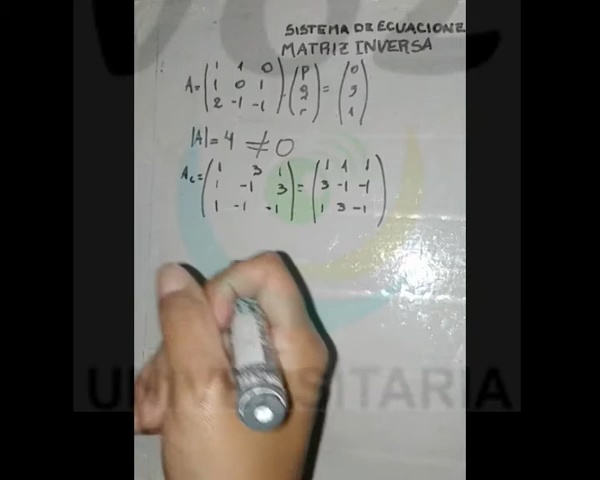 SISTEMA DE ECUACIONE
MATRIZ INVERSA
A= ( 1 1 0 ) ( p ) ( 0 )
( 1 0 1 ) . ( q ) = ( 3 )
( 2 -1 -1 ) ( r ) ( 1 )
|A| = 4 ≠ 0
Ac = ( 1 3 1 ) ( 1 1 1 )
( 1 -1 3 ) = ( 3 -1 -1 )
( 1 -1 -1 ) ( 1 3 -1 )
UNIVERSITARIA